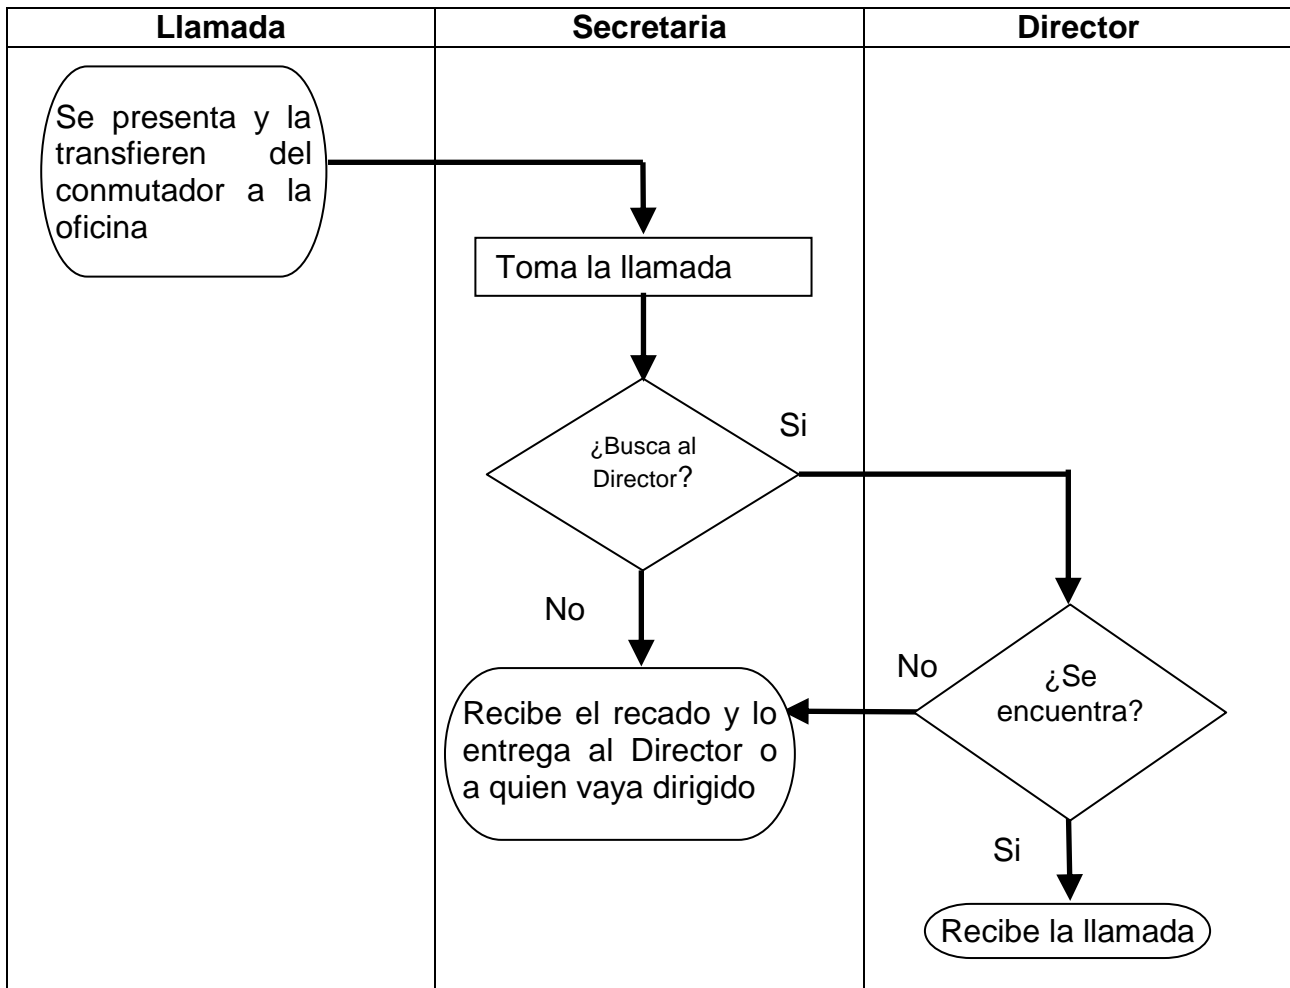 Llamada
Secretaria
Director
Se presenta y la
transfieren del
conmutador a la
oficina
Toma la llamada
¿Busca al
Director?
Si
No
¿Se
encuentra?
No
Recibe el recado y lo
entrega al Director o
a quien vaya dirigido
Si
Recibe la llamada